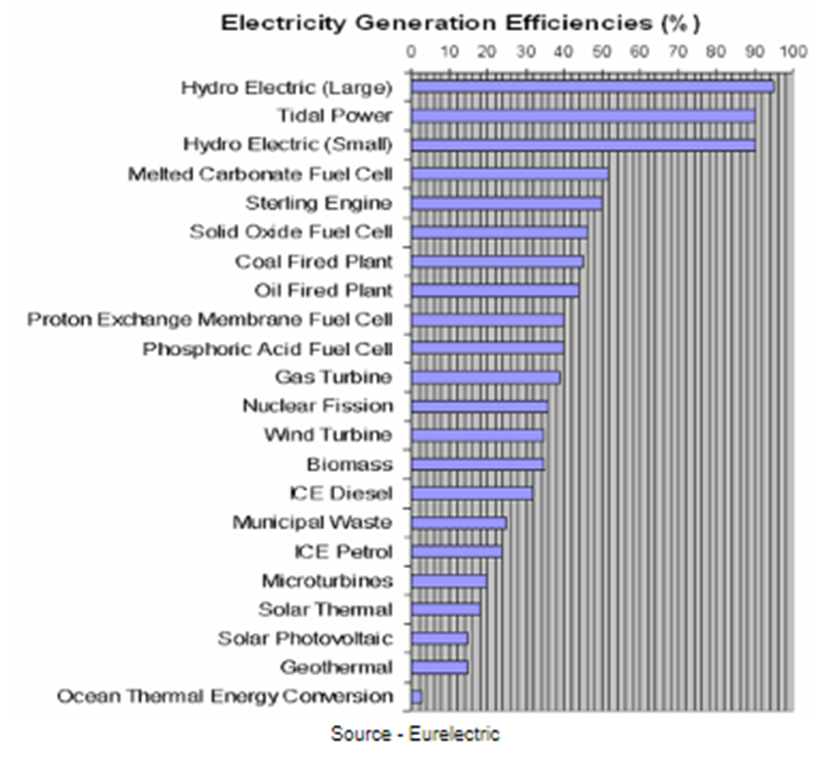 Electricity Generation Efficiencies (%)
0 10 20 30 40 50 60 70 80 90 100
Hydro Electric (Large)
Tidal Power
Hydro Electric (Small)
Melted Carbonate Fuel Cell
Sterling Engine
Solid Oxide Fuel Cell
Coal Fired Plant
Oil Fired Plant
Proton Exchange Membrane Fuel Cell
Phosphoric Acid Fuel Cell
Gas Turbine
Nuclear Fission
Wind Turbine
Biomass
ICE Diesel
Municipal Waste
ICE Petrol
Microturbines
Solar Thermal
Solar Photovoltaic
Geothermal
Ocean Thermal Energy Conversion
Source - Eurelectric